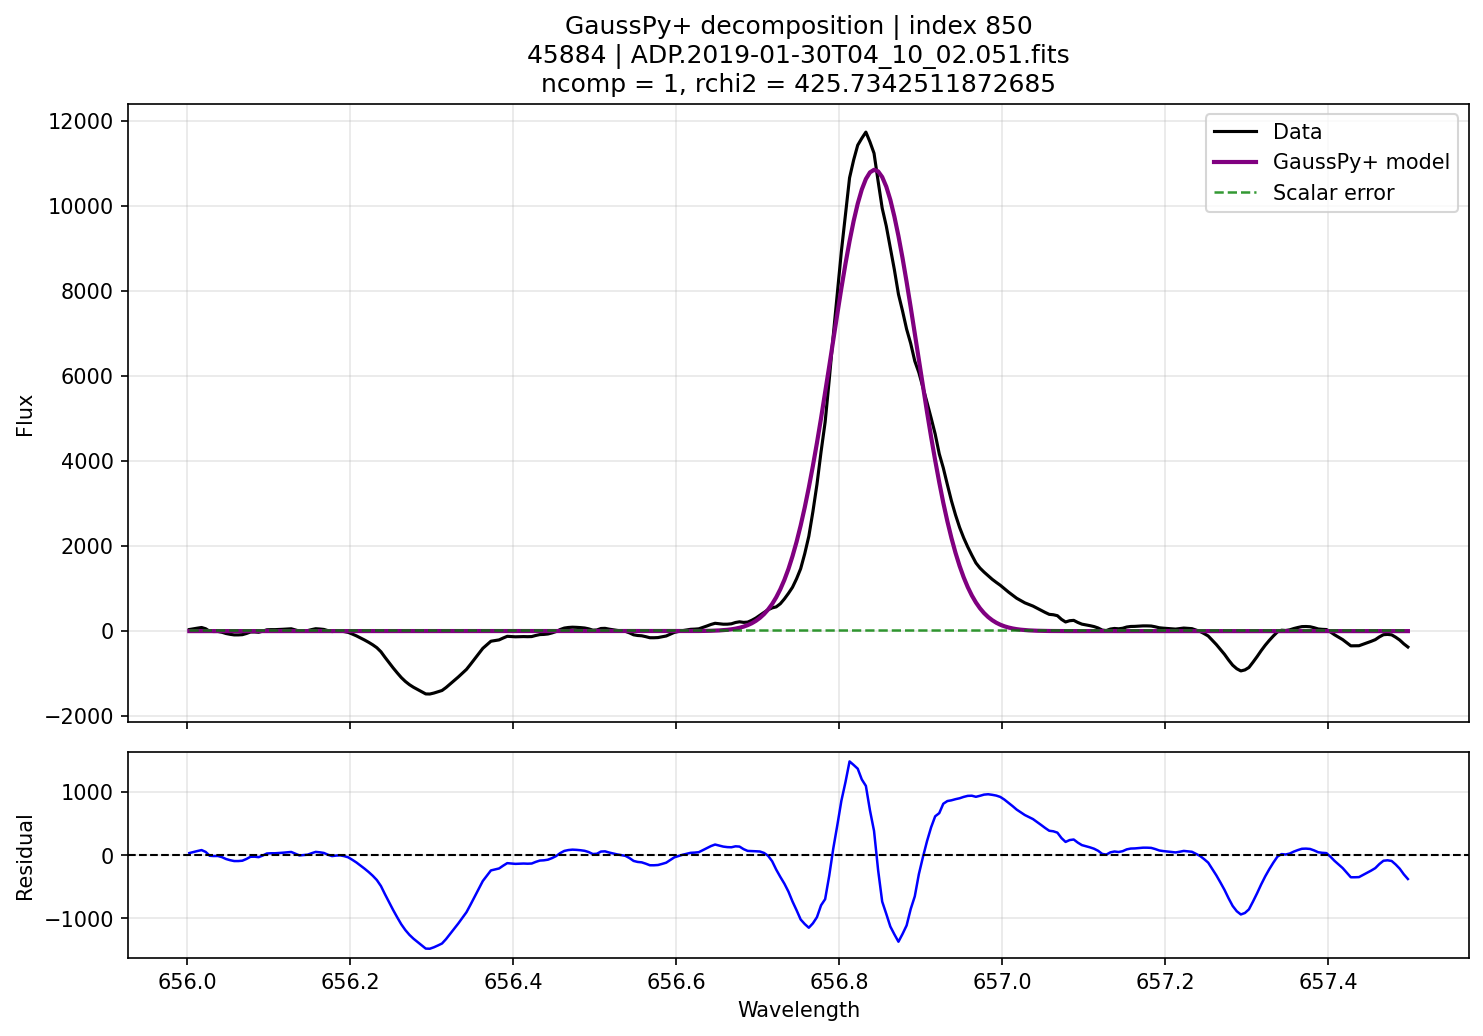 GaussPy+ decomposition | index 850
45884 | ADP.2019-01-30T04_10_02.051.fits
ncomp = 1, rchi2 = 425.7342511872685
Data
GaussPy+ model
Scalar error
12000
10000
8000
6000
4000
2000
0
−2000
Flux
1000
0
−1000
Residual
656.0 656.2 656.4 656.6 656.8 657.0 657.2 657.4
Wavelength